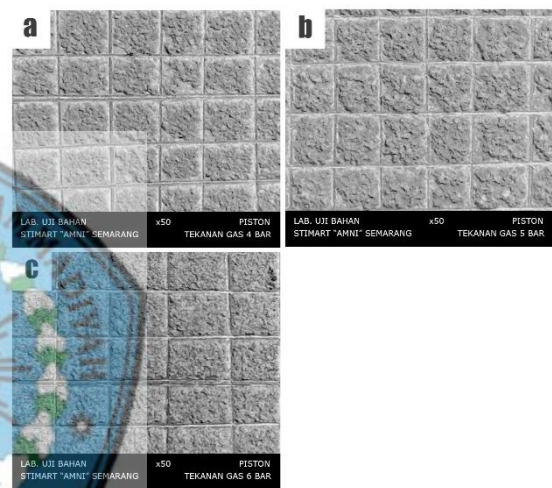 a
LAB. UJI BAHAN x50 PISTON
STIMART "AMNI" SEMARANG TEKANAN GAS 4 BAR
b
LAB. UJI BAHAN x50 PISTON
STIMART "AMNI" SEMARANG TEKANAN GAS 5 BAR
c
LAB. UJI BAHAN x50 PISTON
STIMART "AMNI" SEMARANG TEKANAN GAS 6 BAR